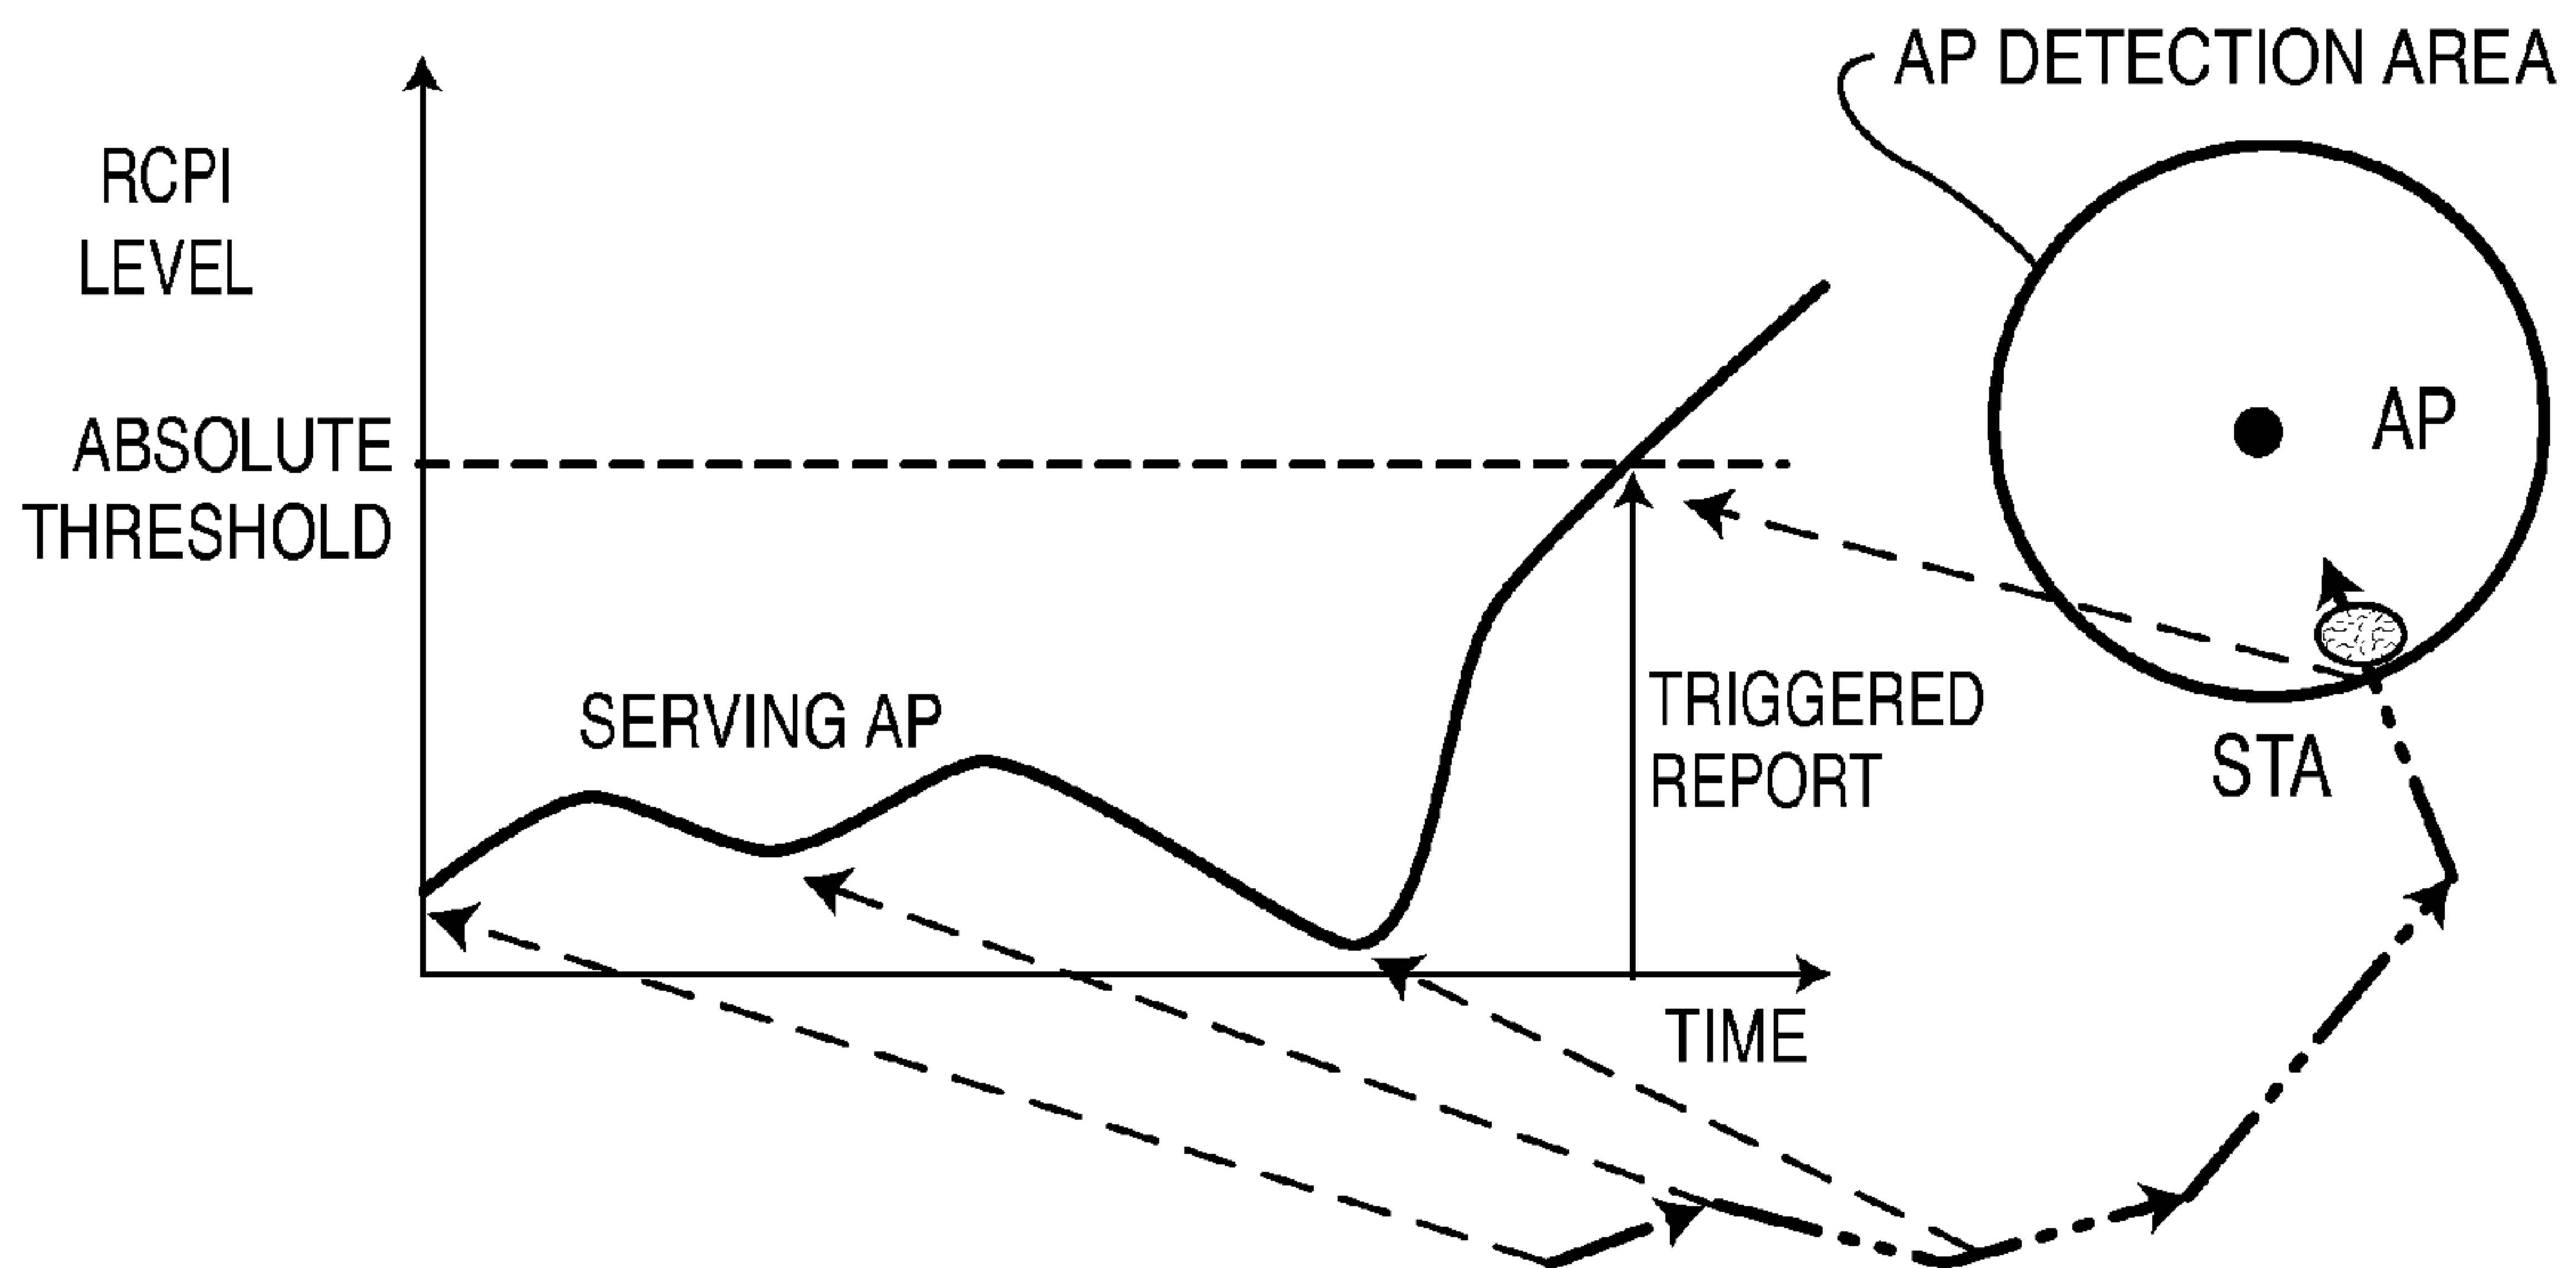 AP DETECTION AREA
RCPI
LEVEL
ABSOLUTE
THRESHOLD
AP
SERVING AP
TRIGGERED
REPORT
STA
TIME